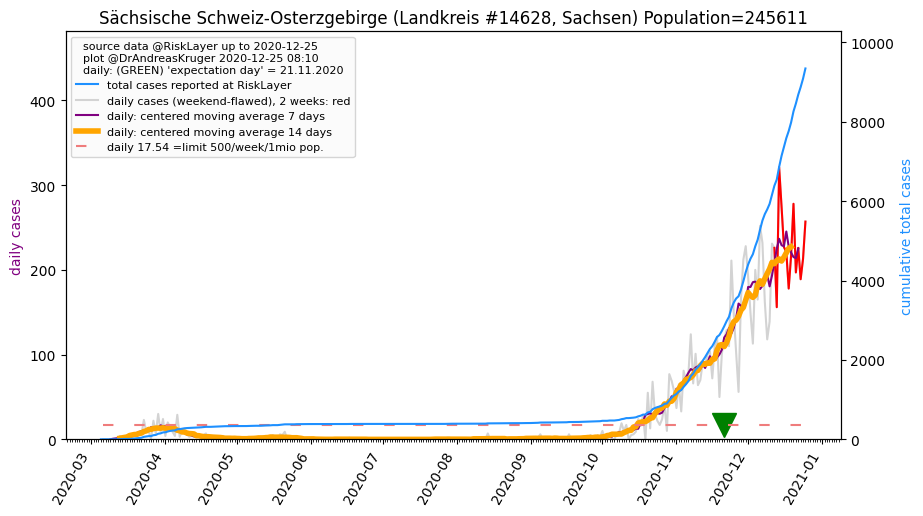 Sächsische Schweiz-Osterzgebirge (Landkreis #14628, Sachsen) Population=245611
source data @RiskLayer up to 2020-12-25
plot @DrAndreasKruger 2020-12-25 08:10
daily: (GREEN) 'expectation day' = 21.11.2020
total cases reported at RiskLayer
daily cases (weekend-flawed), 2 weeks: red
daily: centered moving average 7 days
daily: centered moving average 14 days
daily 17.54 =limit 500/week/1mio pop.
daily cases
400
300
200
100
0
cumulative total cases
10000
8000
6000
4000
2000
0
2020-03
2020-04
2020-05
2020-06
2020-07
2020-08
2020-09
2020-10
2020-11
2020-12
2021-01